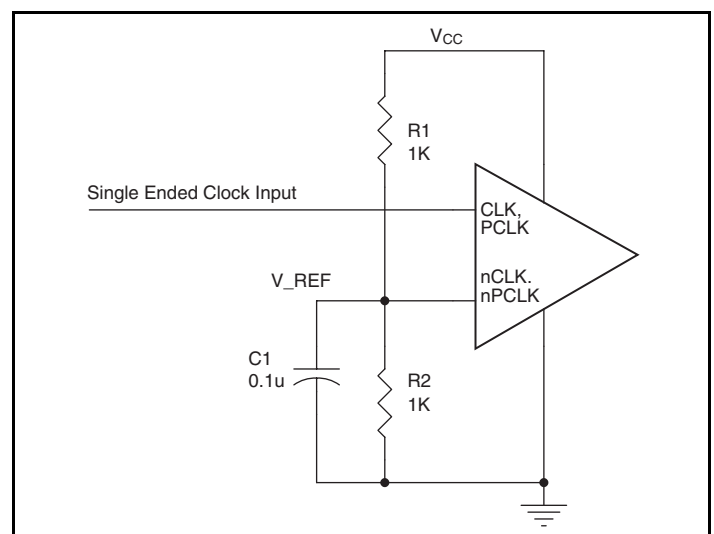 VCC
R1
1K
Single Ended Clock Input
CLK,
PCLK
V_REF
nCLK.
nPCLK
C1
0.1u
R2
1K